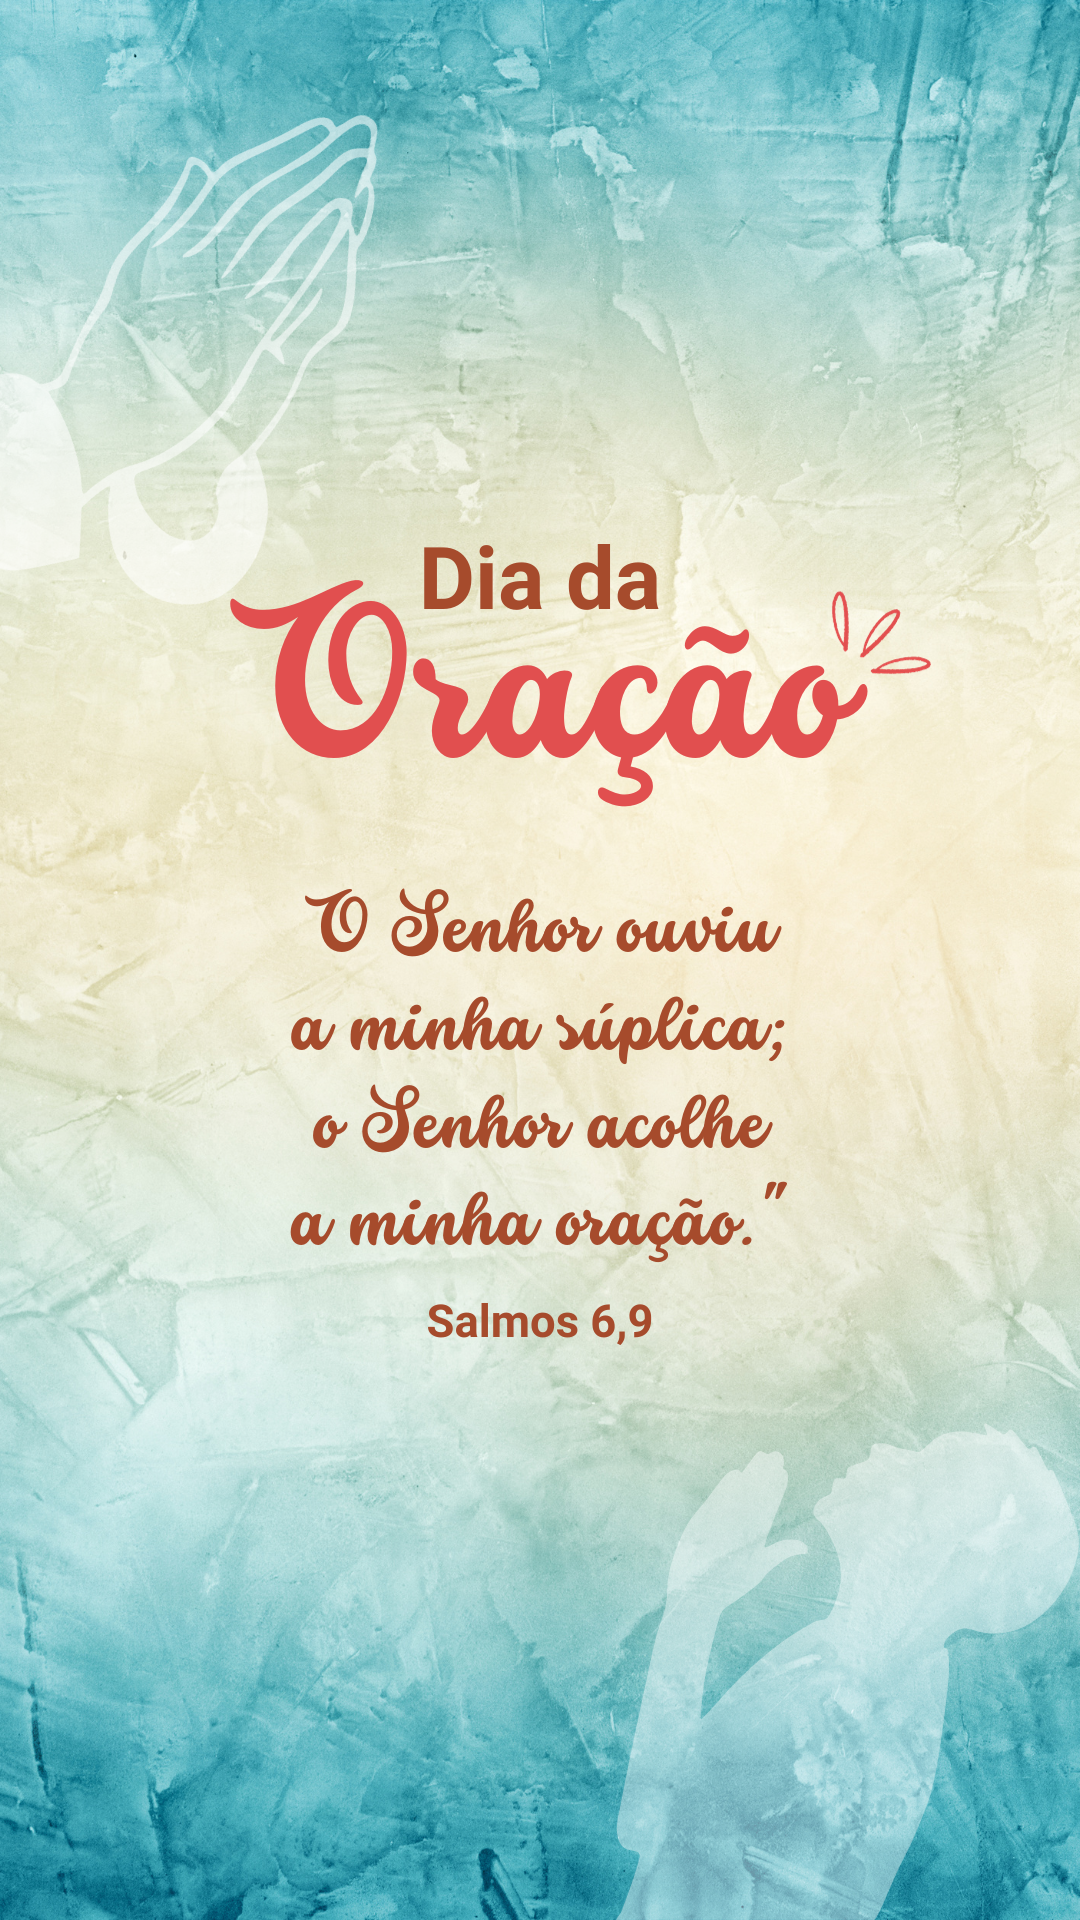 Dia da
Oração
O Senhor ouviu
a minha súplica;
o Senhor acolhe
a minha oração."
Salmos 6,9